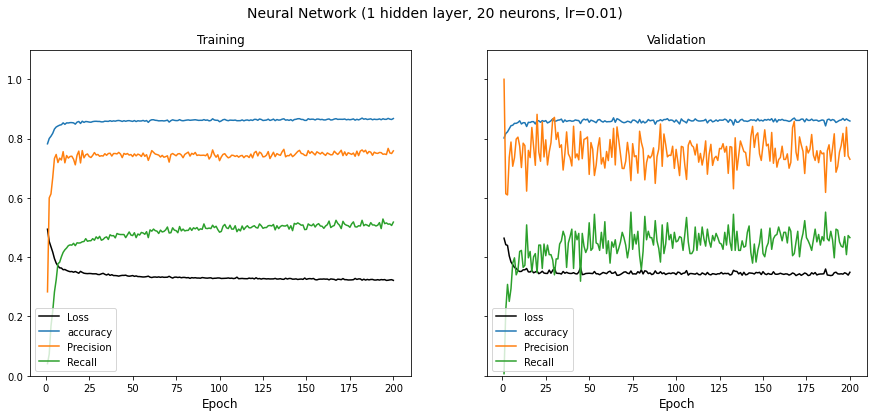 Neural Network (1 hidden layer, 20 neurons, lr=0.01)
Training
Validation
1.0
0.8
0.6
0.4
0.2
0.0
Loss
accuracy
Precision
Recall
loss
accuracy
Precision
Recall
0 25 50 75 100 125 150 175 200
0 25 50 75 100 125 150 175 200
Epoch
Epoch